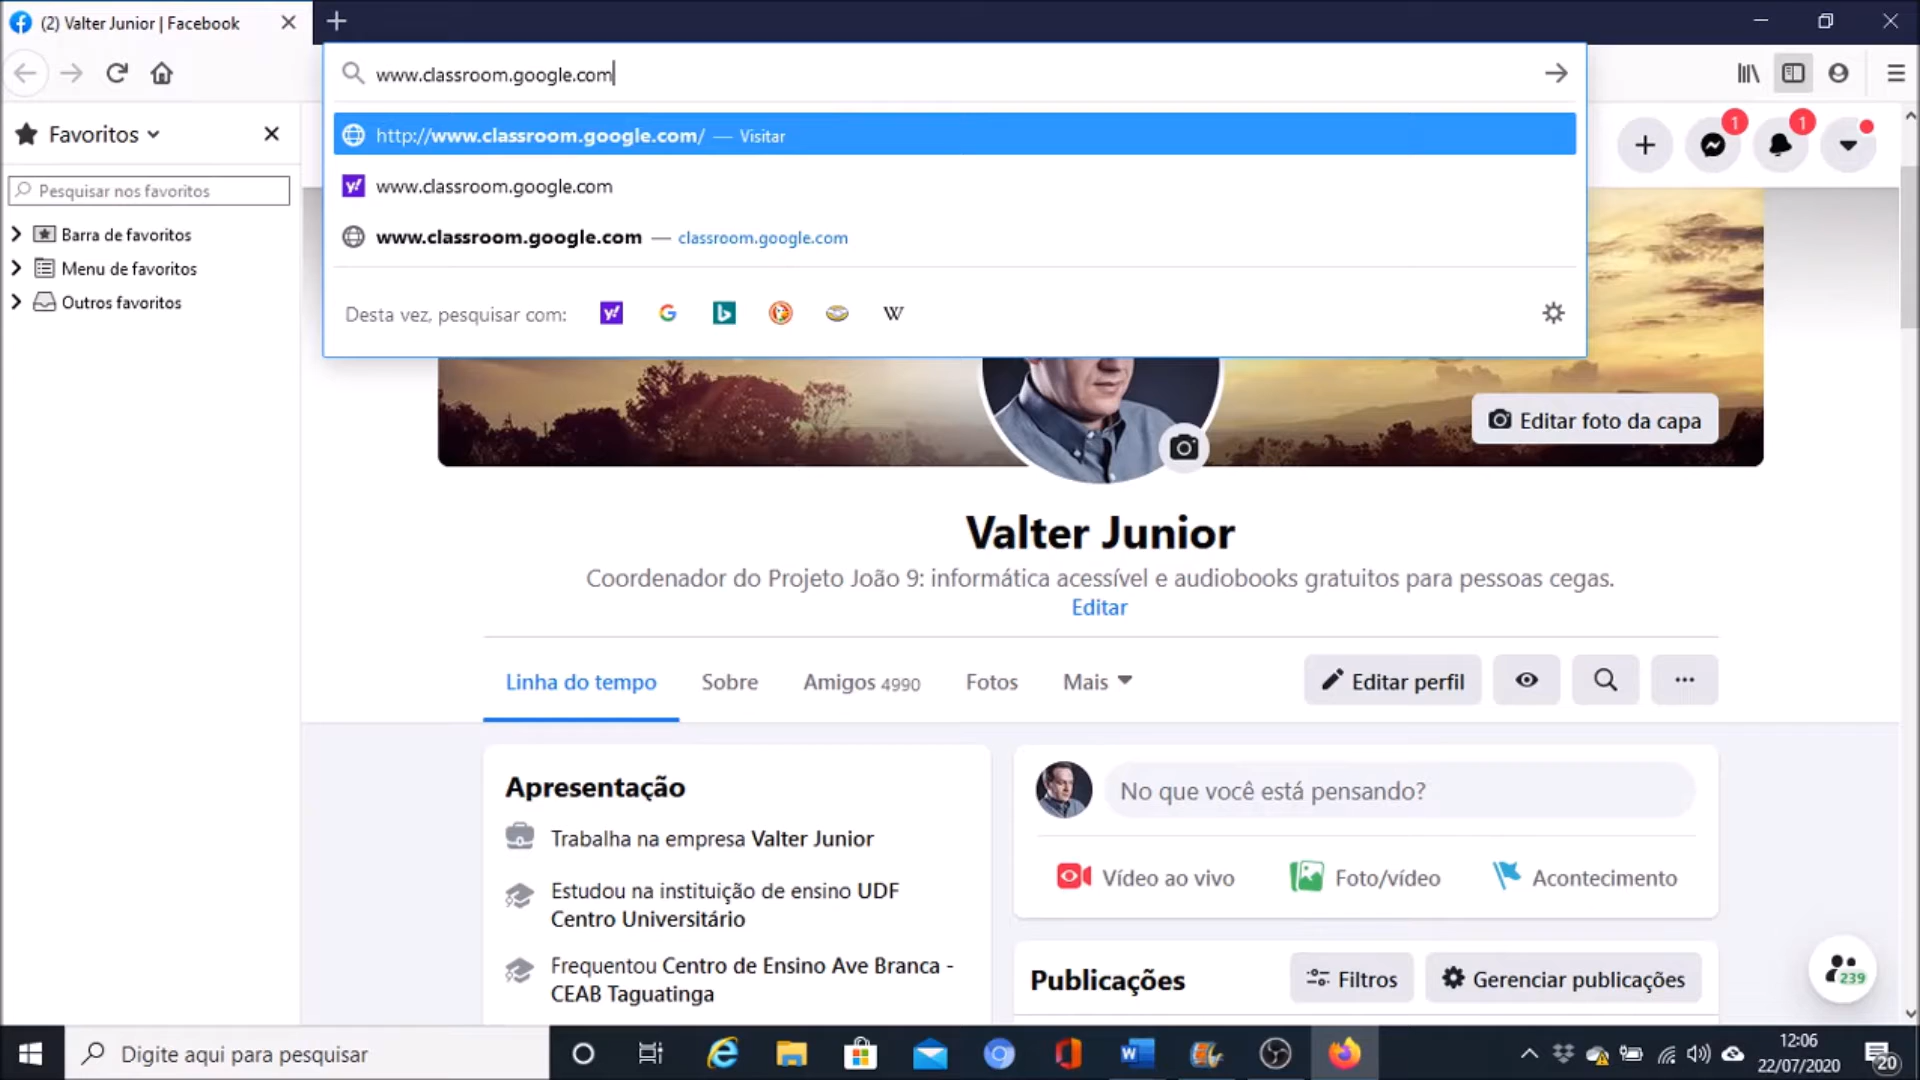 (2) Valter Junior | Facebook
www.classroom.google.com
http://www.classroom.google.com/ — Visitar
www.classroom.google.com
www.classroom.google.com — classroom.google.com
Desta vez, pesquisar com:
Favoritos
Pesquisar nos favoritos
Barra de favoritos
Menu de favoritos
Outros favoritos
1
1
Editar foto da capa
Valter Junior
Coordenador do Projeto João 9: informática acessível e audiobooks gratuitos para pessoas cegas.
Editar
Linha do tempo Sobre Amigos 4990 Fotos Mais Editar perfil
Apresentação
Trabalha na empresa Valter Junior
Estudou na instituição de ensino UDF
Centro Universitário
Frequentou Centro de Ensino Ave Branca -
CEAB Taguatinga
No que você está pensando?
Vídeo ao vivo Foto/vídeo Acontecimento
Publicações Filtros Gerenciar publicações
239
Digite aqui para pesquisar
12:06
22/07/2020
20